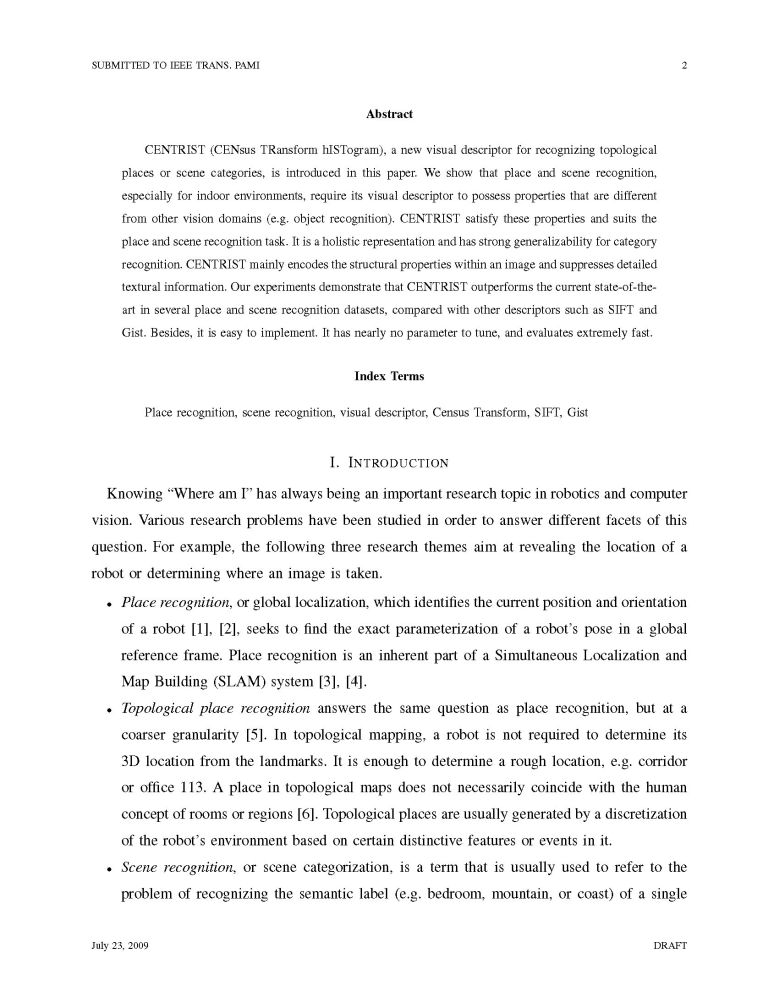 SUBMITTED TO IEEE TRANS. PAMI 2
Abstract
CENTRIST (CENsus TRansform hISTogram), a new visual descriptor for recognizing topological
places or scene categories, is introduced in this paper. We show that place and scene recognition,
especially for indoor environments, require its visual descriptor to possess properties that are different
from other vision domains (e.g. object recognition). CENTRIST satisfy these properties and suits the
place and scene recognition task. It is a holistic representation and has strong generalizability for category
recognition. CENTRIST mainly encodes the structural properties within an image and suppresses detailed
textural information. Our experiments demonstrate that CENTRIST outperforms the current state-of-the-
art in several place and scene recognition datasets, compared with other descriptors such as SIFT and
Gist. Besides, it is easy to implement. It has nearly no parameter to tune, and evaluates extremely fast.
Index Terms
Place recognition, scene recognition, visual descriptor, Census Transform, SIFT, Gist
I. INTRODUCTION
Knowing “Where am I” has always being an important research topic in robotics and computer
vision. Various research problems have been studied in order to answer different facets of this
question. For example, the following three research themes aim at revealing the location of a
robot or determining where an image is taken.
• Place recognition, or global localization, which identifies the current position and orientation
of a robot [1], [2], seeks to find the exact parameterization of a robot’s pose in a global
reference frame. Place recognition is an inherent part of a Simultaneous Localization and
Map Building (SLAM) system [3], [4].
• Topological place recognition answers the same question as place recognition, but at a
coarser granularity [5]. In topological mapping, a robot is not required to determine its
3D location from the landmarks. It is enough to determine a rough location, e.g. corridor
or office 113. A place in topological maps does not necessarily coincide with the human
concept of rooms or regions [6]. Topological places are usually generated by a discretization
of the robot’s environment based on certain distinctive features or events in it.
• Scene recognition, or scene categorization, is a term that is usually used to refer to the
problem of recognizing the semantic label (e.g. bedroom, mountain, or coast) of a single
July 23, 2009 DRAFT